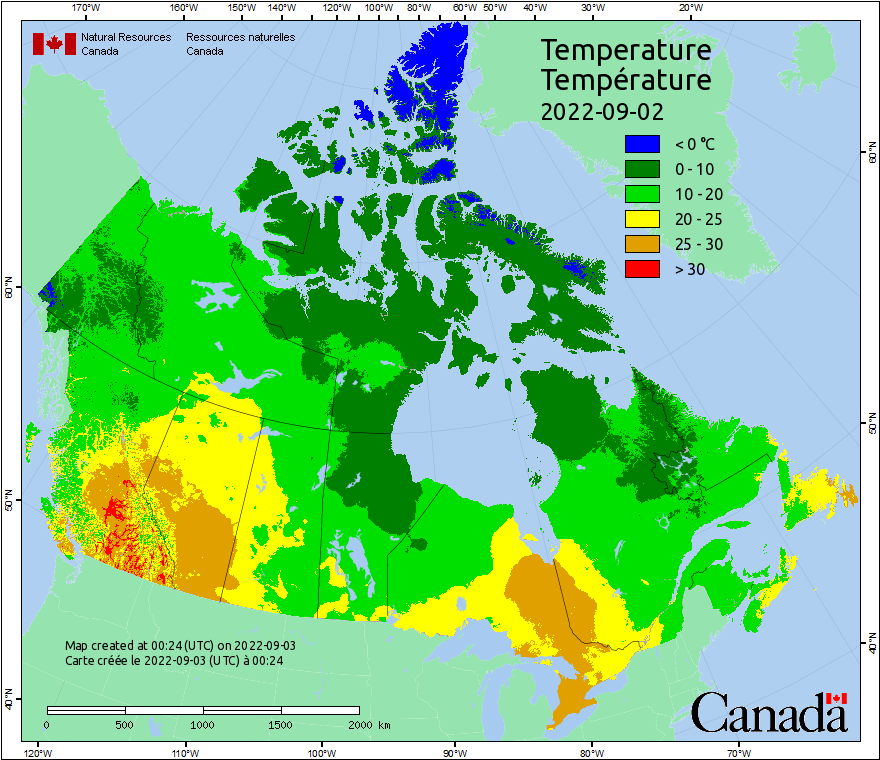 170°W 160°W 150°W 140°W 120°W 100°W 80°W 60°W 50°W 40°W 30°W 20°W
Natural Resources Ressources naturelles
Canada Canada
Temperature
Température
2022-09-02
< 0 °C
0 - 10
10 - 20
20 - 25
25 - 30
> 30
60°N
60°N
50°N
50°N
40°N
40°N
Map created at 00:24 (UTC) on 2022-09-03
Carte créée le 2022-09-03 (UTC) à 00:24
0 500 1000 1500 2000 km
Canada
120°W 110°W 100°W 90°W 80°W 70°W